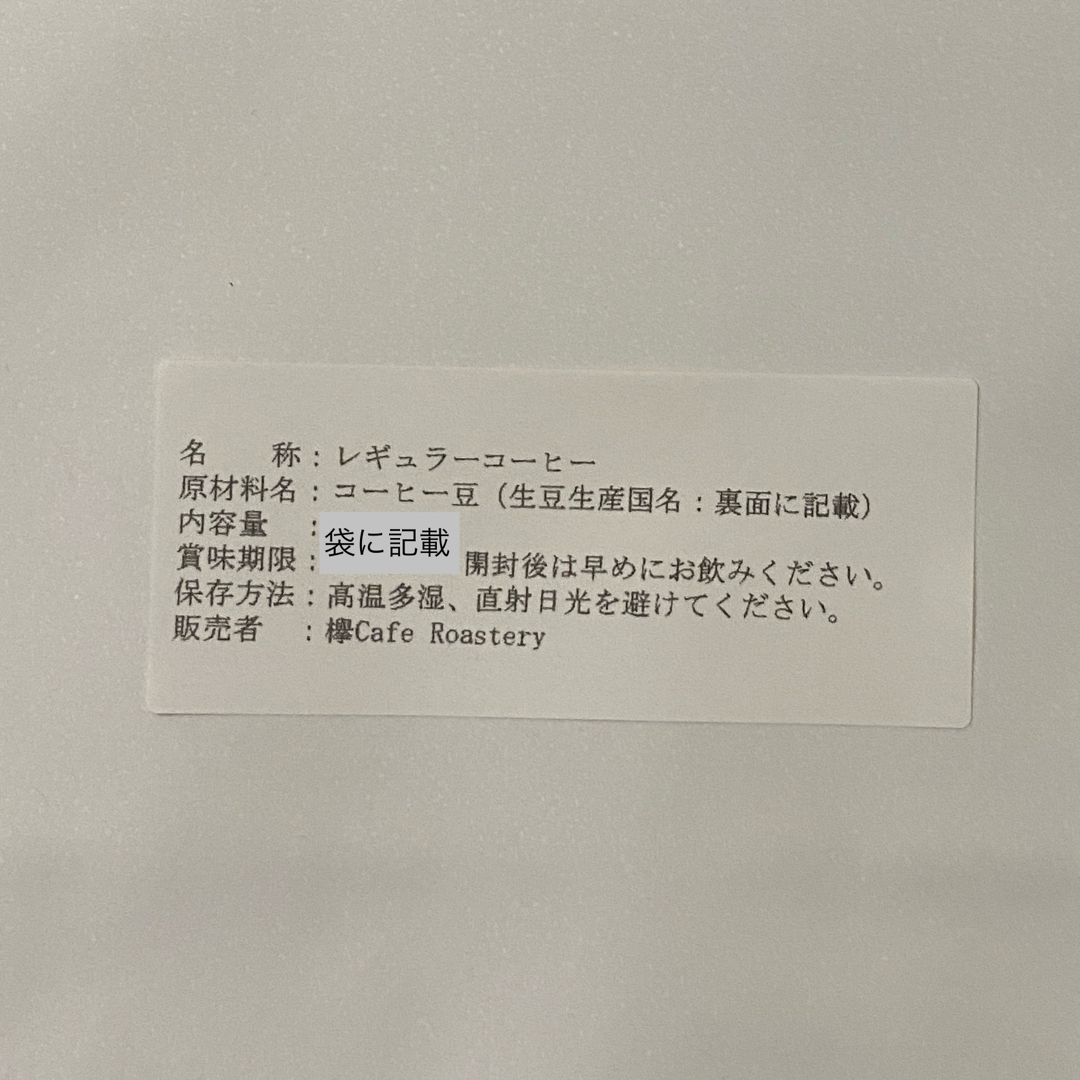 名　　称：レギュラーコーヒー
原材料名：コーヒー豆（生豆生産国名：裏面に記載）
内容量　：
袋に記載
賞味期限：　　　　　開封後は早めにお飲みください。
保存方法：高温多湿、直射日光を避けてください。
販売者　：欅Cafe Roastery